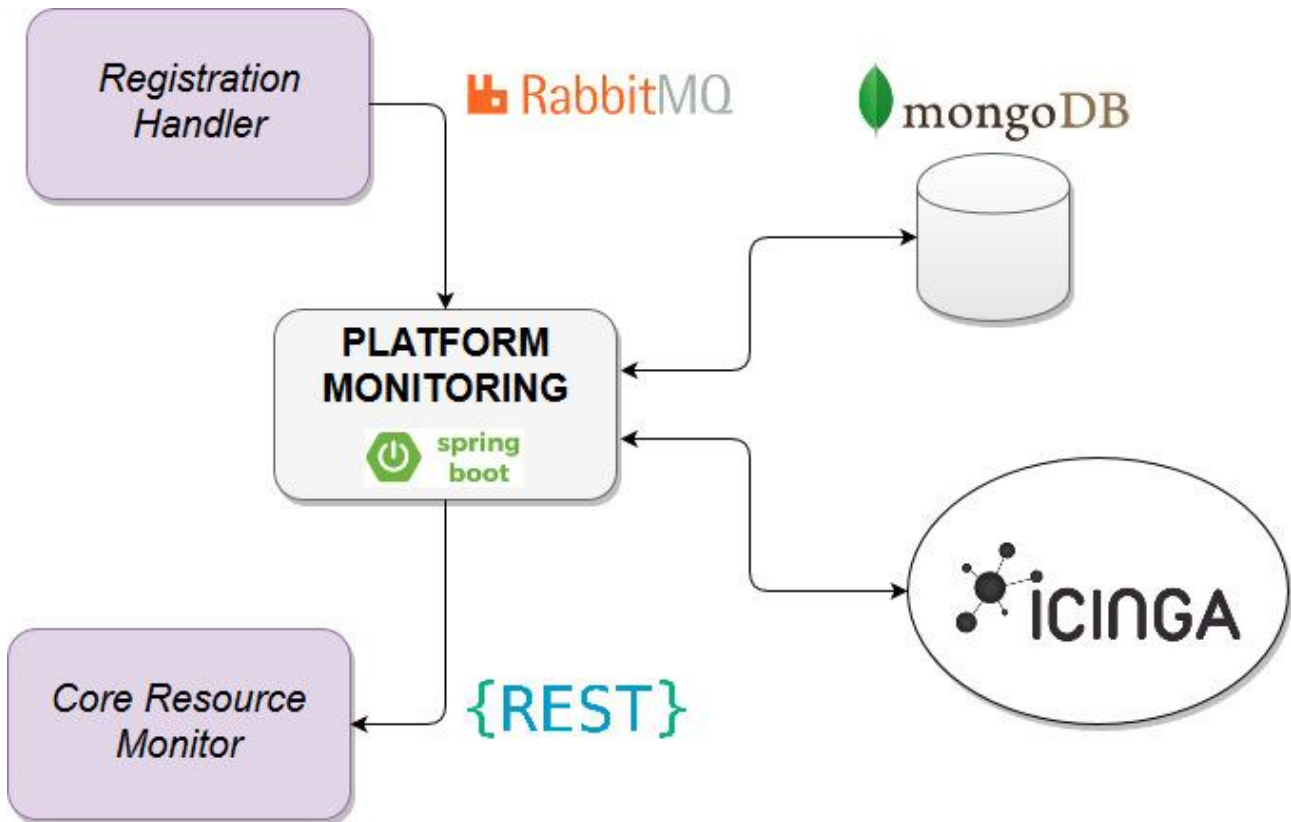 Registration
Handler
RabbitMQ
mongoDB
PLATFORM
MONITORING
spring
boot
ICINGA
Core Resource
Monitor
{REST}